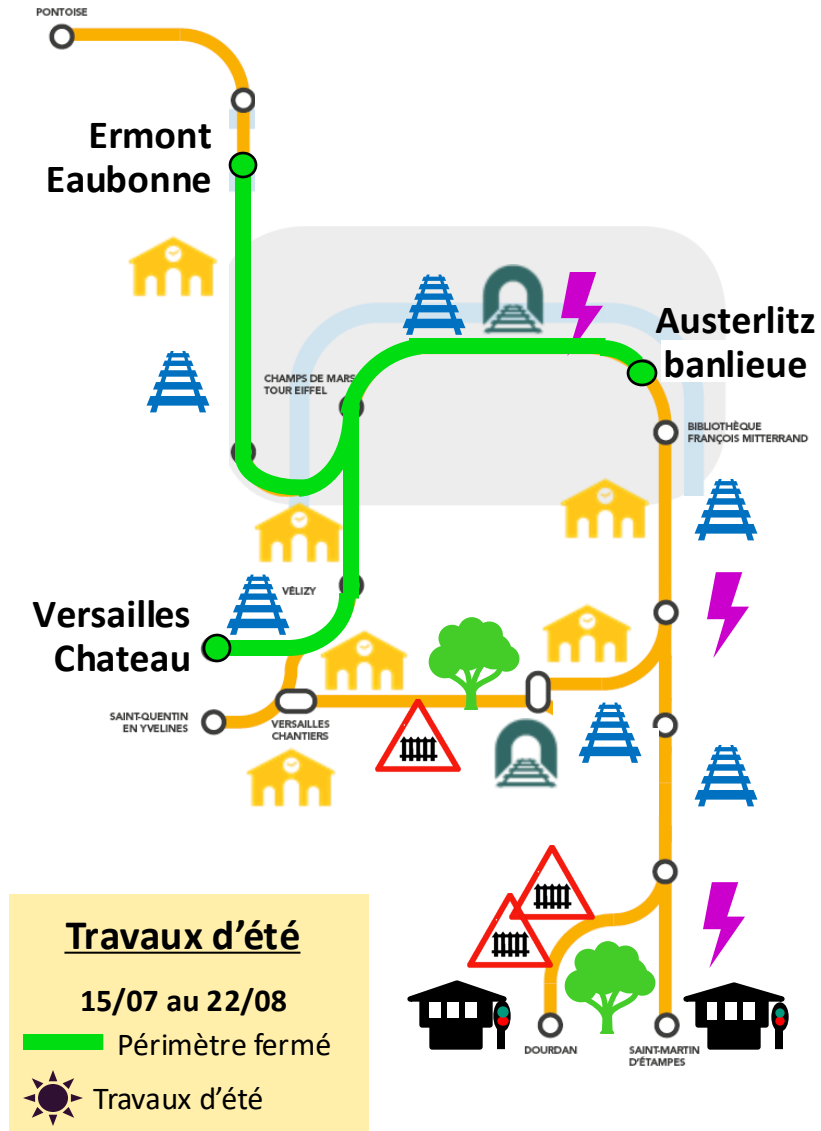 PONTOISE
Ermont
Eaubonne
Austerlitz
banlieue
CHAMPS DE MARS
TOUR EIFFEL
BIBLIOTHÈQUE
FRANÇOIS MITTERRAND
VÉLIZY
Versailles
Chateau
SAINT-QUENTIN
EN YVELINES
VERSAILLES
CHANTIERS
DOURDAN
SAINT-MARTIN
D'ÉTAMPES
Travaux d'été
15/07 au 22/08
Périmètre fermé
Travaux d'été